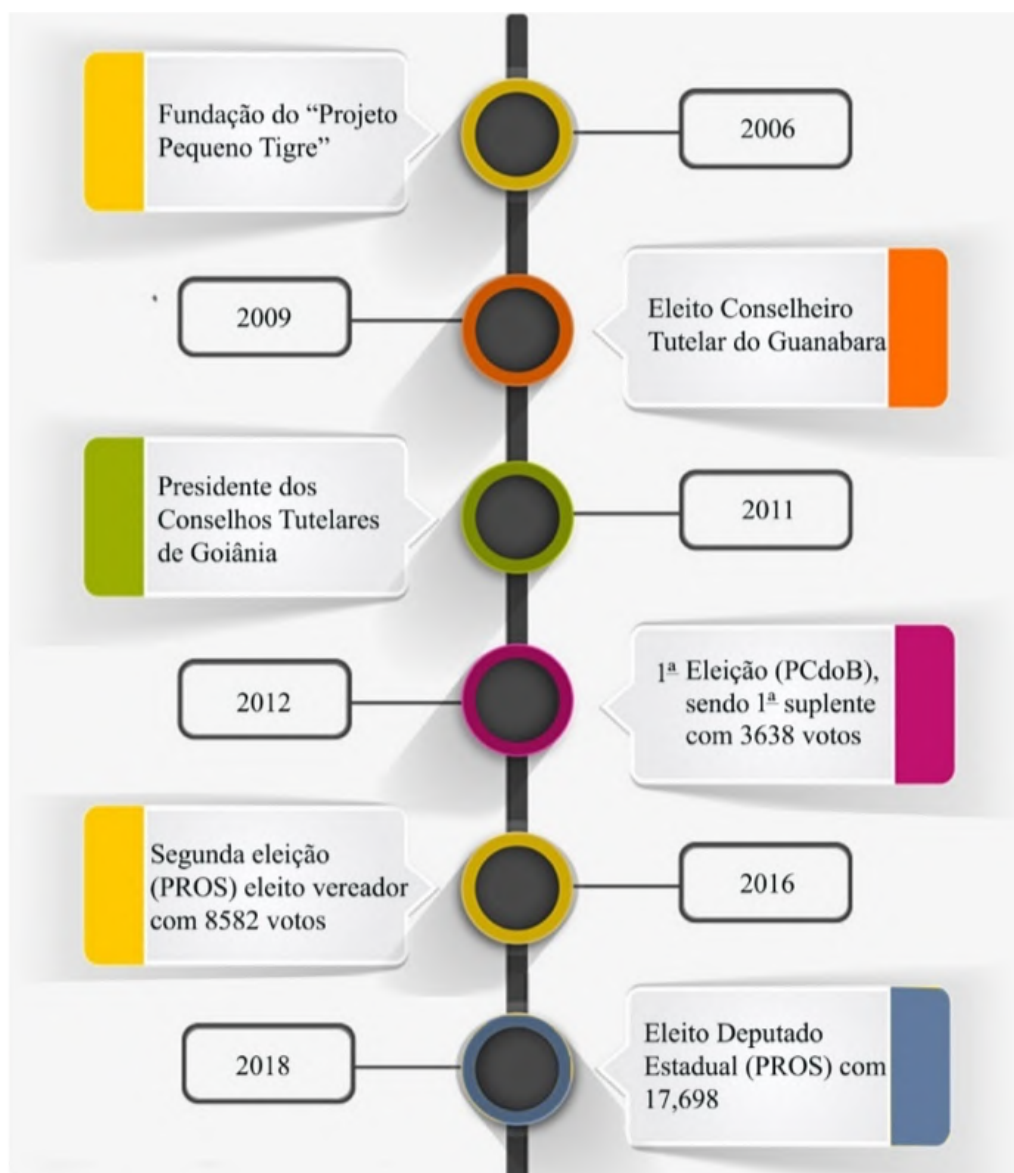 Fundação do “Projeto
Pequeno Tigre”
2006
2009
Eleito Conselheiro
Tutelar do Guanabara
Presidente dos
Conselhos Tutelares
de Goiânia
2011
2012
1ª Eleição (PCdoB),
sendo 1ª suplente
com 3638 votos
Segunda eleição
(PROS) eleito vereador
com 8582 votos
2016
2018
Eleito Deputado
Estadual (PROS) com
17,698